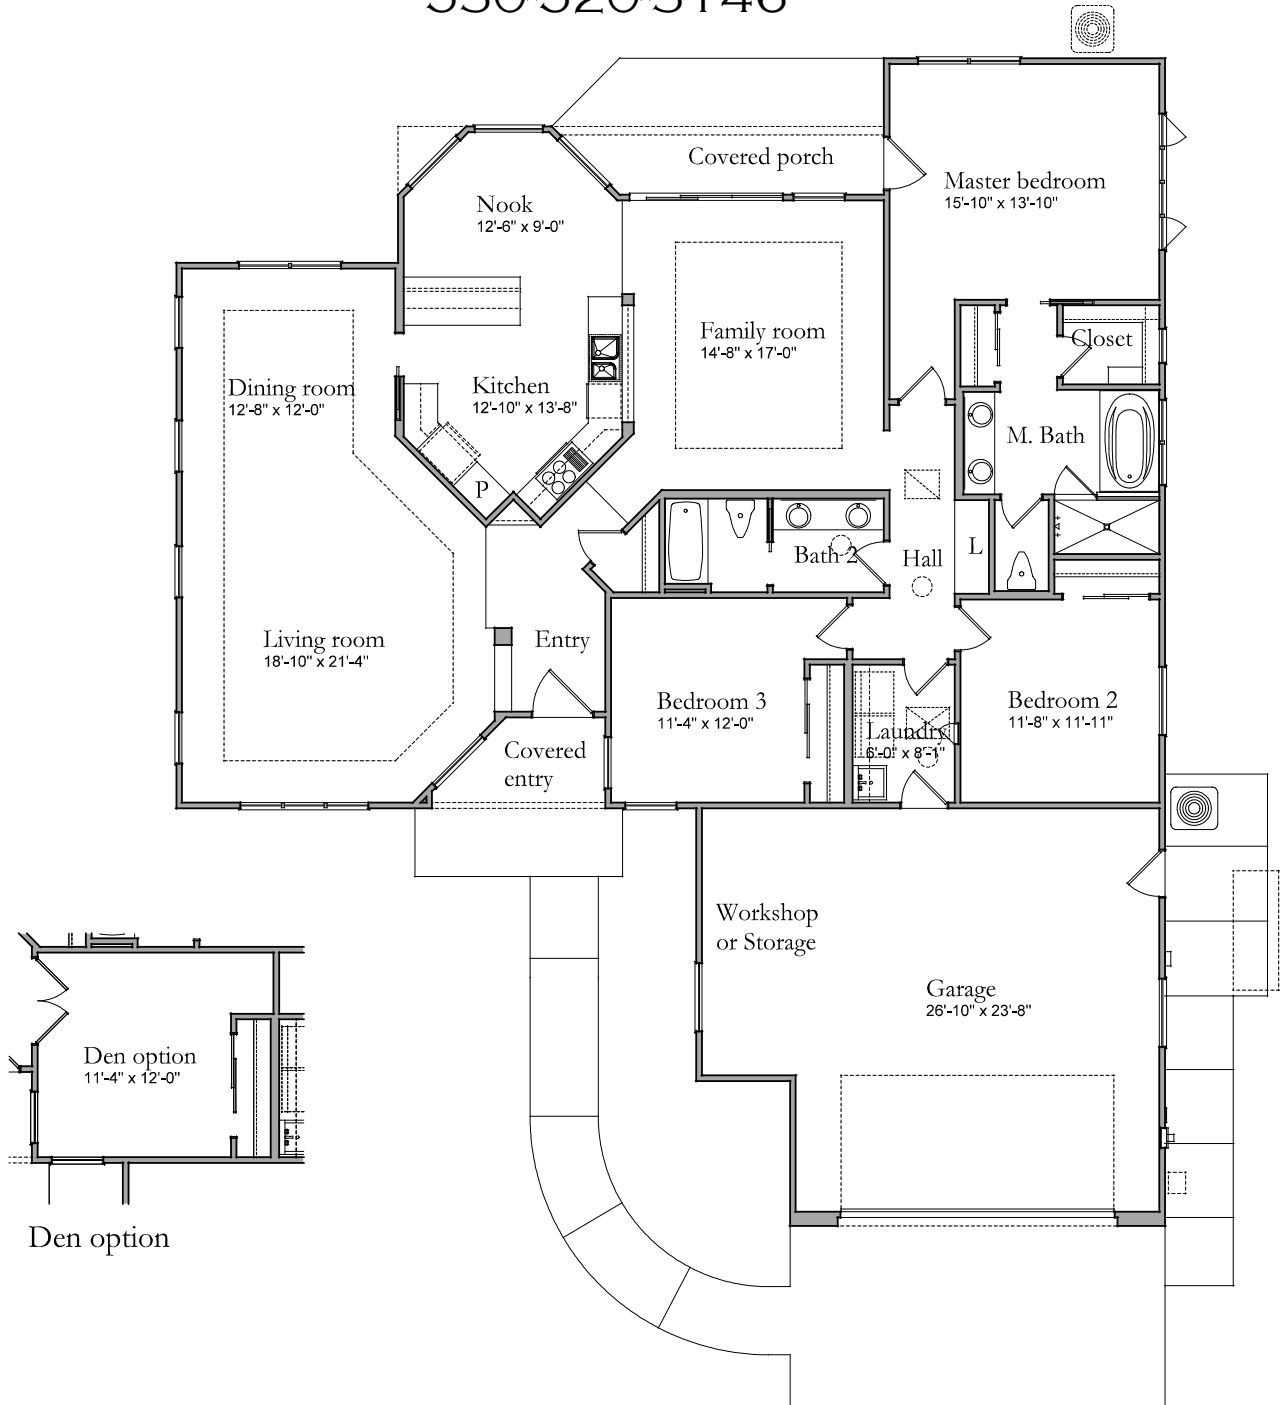 Covered porch
Master bedroom
15'-10" x 13'-10"
Nook
12'-6" x 9'-0"
Family room
14'-8" x 17'-0"
Closet
Dining room
12'-8" x 12'-0"
Kitchen
12'-10" x 13'-8"
M. Bath
P
Bath 2
Hall
L
Living room
18'-10" x 21'-4"
Entry
Bedroom 3
11'-4" x 12'-0"
Bedroom 2
11'-8" x 11'-11"
Laundry
6'-0" x 8'-1"
Covered
entry
Workshop
or Storage
Garage
26'-10" x 23'-8"
Den option
11'-4" x 12'-0"
Den option